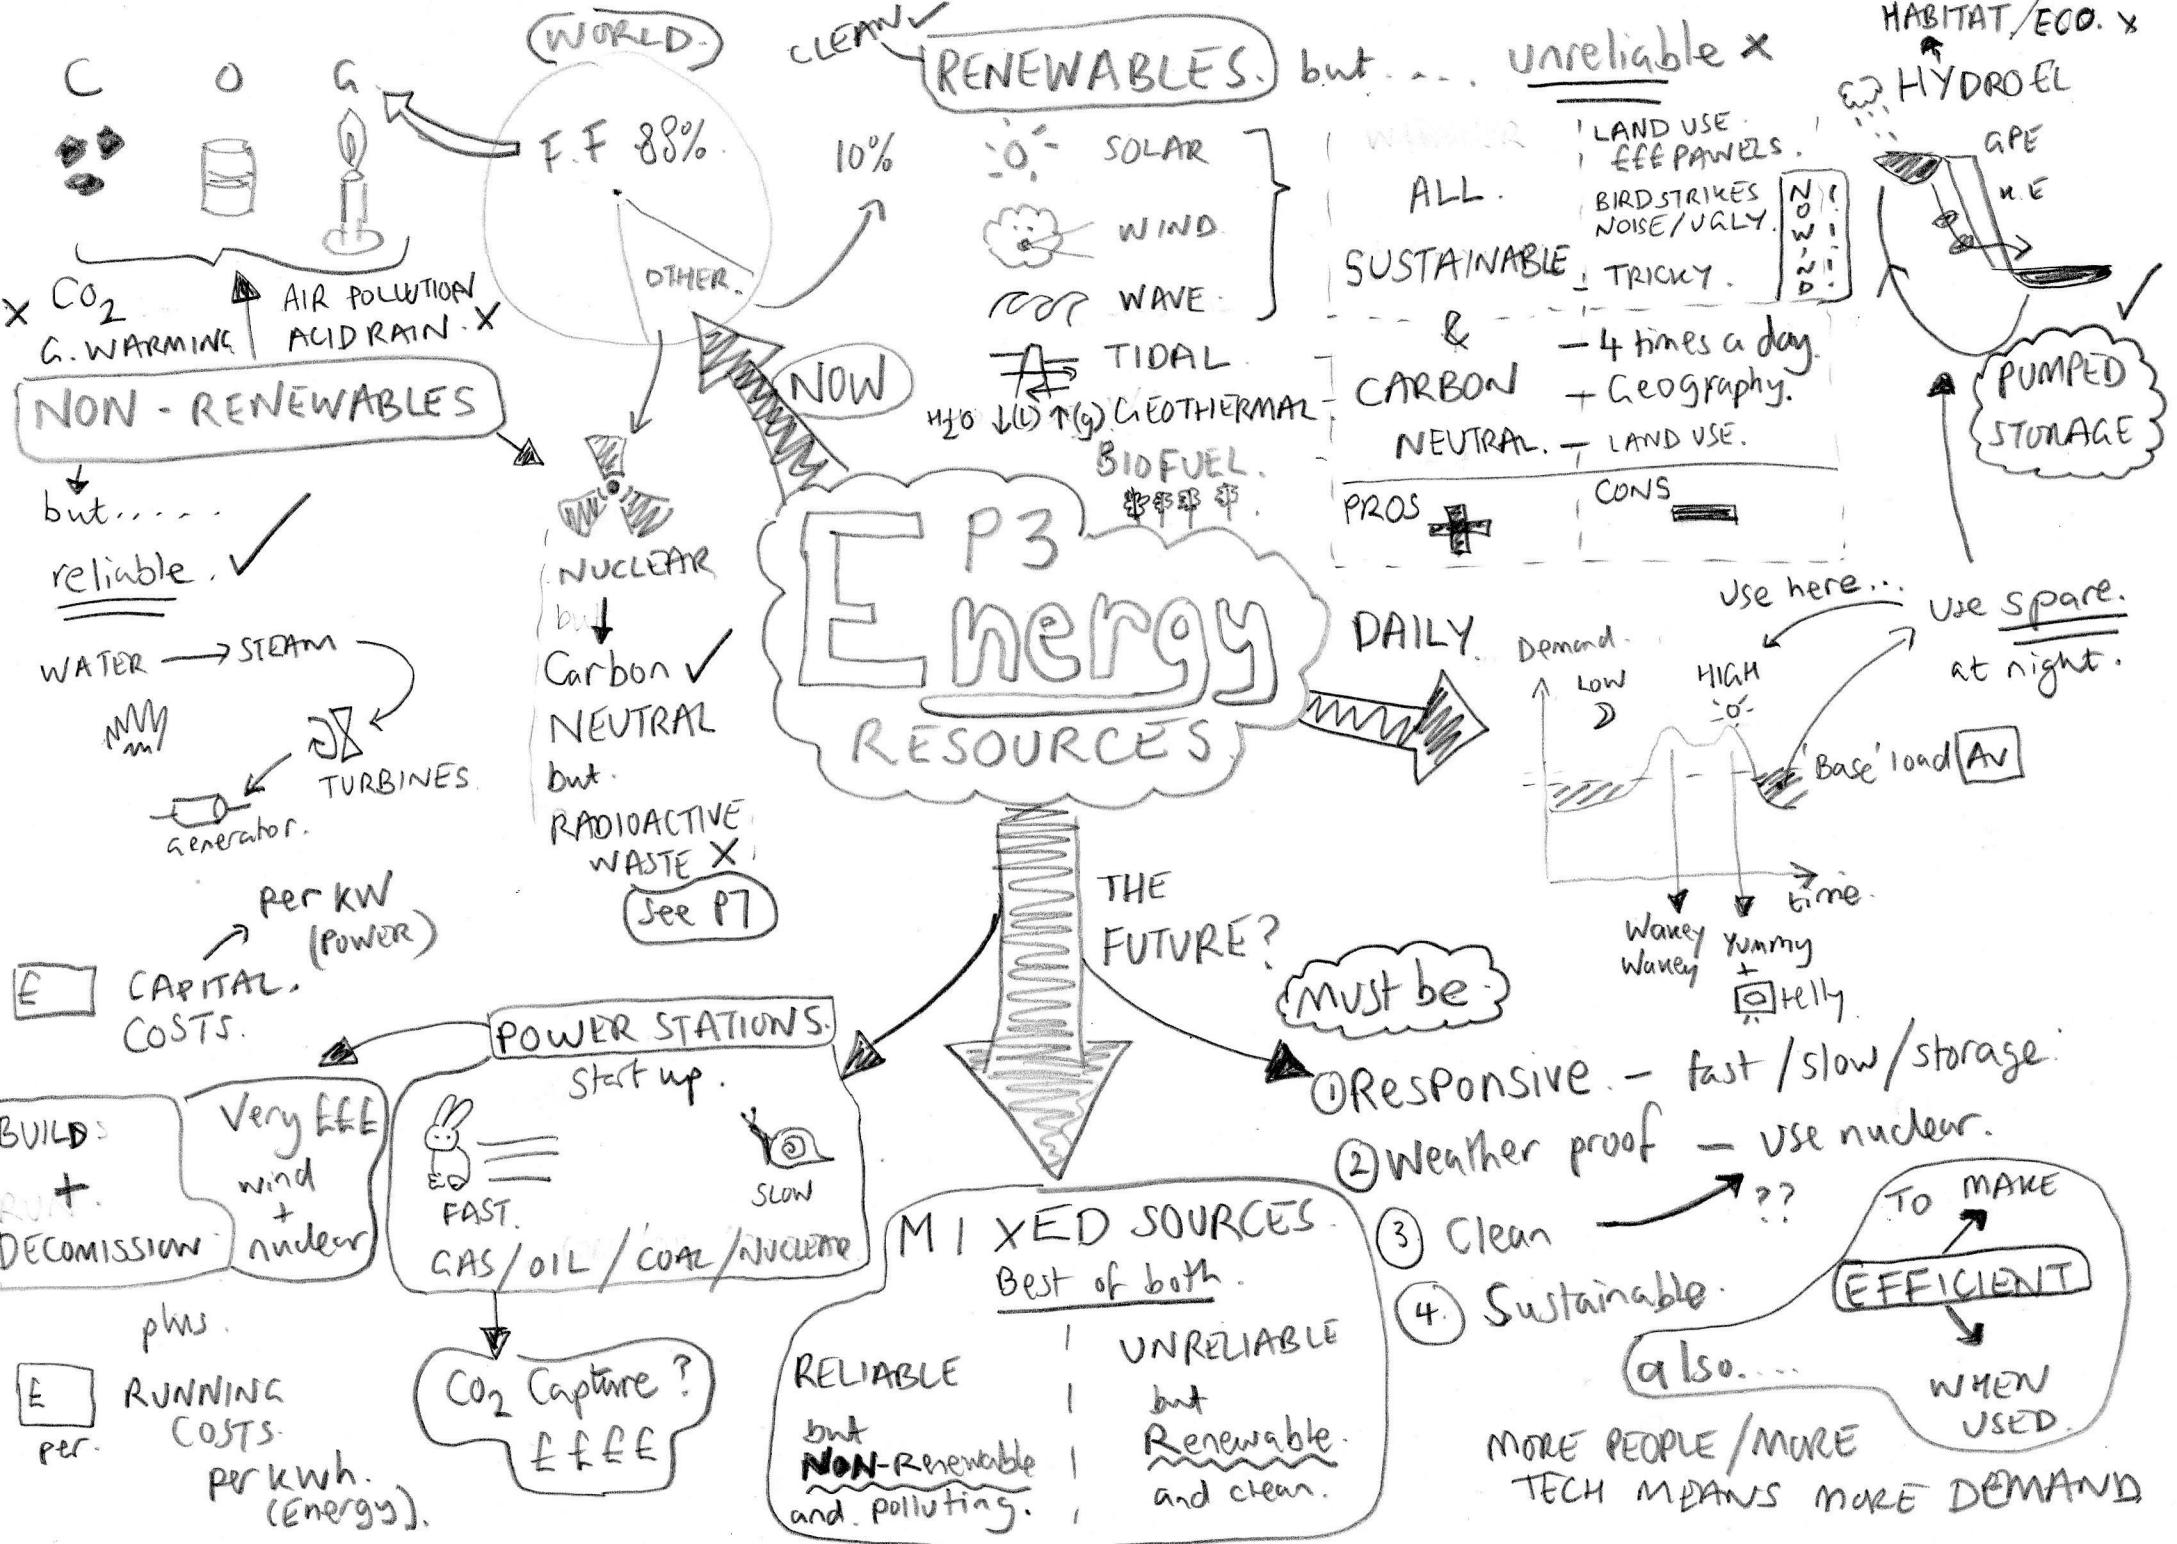 WORLD.
C O G
F.F 88%
OTHER.
10%
CO2
G. WARMING
AIR POLLUTION
ACID RAIN.
NON-RENEWABLES
but.....
reliable.
WATER → STEAM
TURBINES
Generator.
NUCLEAR
but
Carbon ✓
NEUTRAL
but.
RADIOACTIVE
WASTE X
See P7
NOW
CLEAN ✓
RENEWABLES. but.... unreliable x
SOLAR
WIND
WAVE
TIDAL
H2O ↓(l) ↑(g) GEOTHERMAL
BIOFUEL.
ALL.
SUSTAINABLE
&
CARBON
NEUTRAL.
LAND USE.
£££ PANELS.
BIRD STRIKES
NOISE/UGLY.
TRICKY.
NO WIND
- 4 times a day.
Geography.
LAND USE.
PROS +
CONS -
HABITAT/ECO. x
HYDRO EL
GPE
K.E
PUMPED
STORAGE
P3
Energy
RESOURCES.
DAILY.
Demand.
LOW
HIGH
Use here...
Use spare.
at night.
'Base' load AV
time.
Wakey
Wakey
Yummy
+
telly
THE
FUTURE?
Must be
① Responsive. - fast/slow/storage.
② Weather proof - use nuclear.
??
③ Clean
④ Sustainable.
also....
TO MAKE
EFFICIENT
WHEN
USED.
MORE PEOPLE/MORE
TECH MEANS MORE DEMAND
per KW
(POWER)
£ CAPITAL.
COSTS.
POWER STATIONS.
Start up.
FAST.
SLOW
GAS/OIL/COAL/NUCLEAR
BUILD
+
RUN
+
DECOMISSION
Very £££
wind
+
nuclear
plus.
£
per.
RUNNING
COSTS.
per kwh.
(Energy).
CO2 Capture?
££££
MIXED SOURCES.
Best of both.
RELIABLE
but
NON-Renewable
and polluting.
UNRELIABLE
but
Renewable.
and clean.